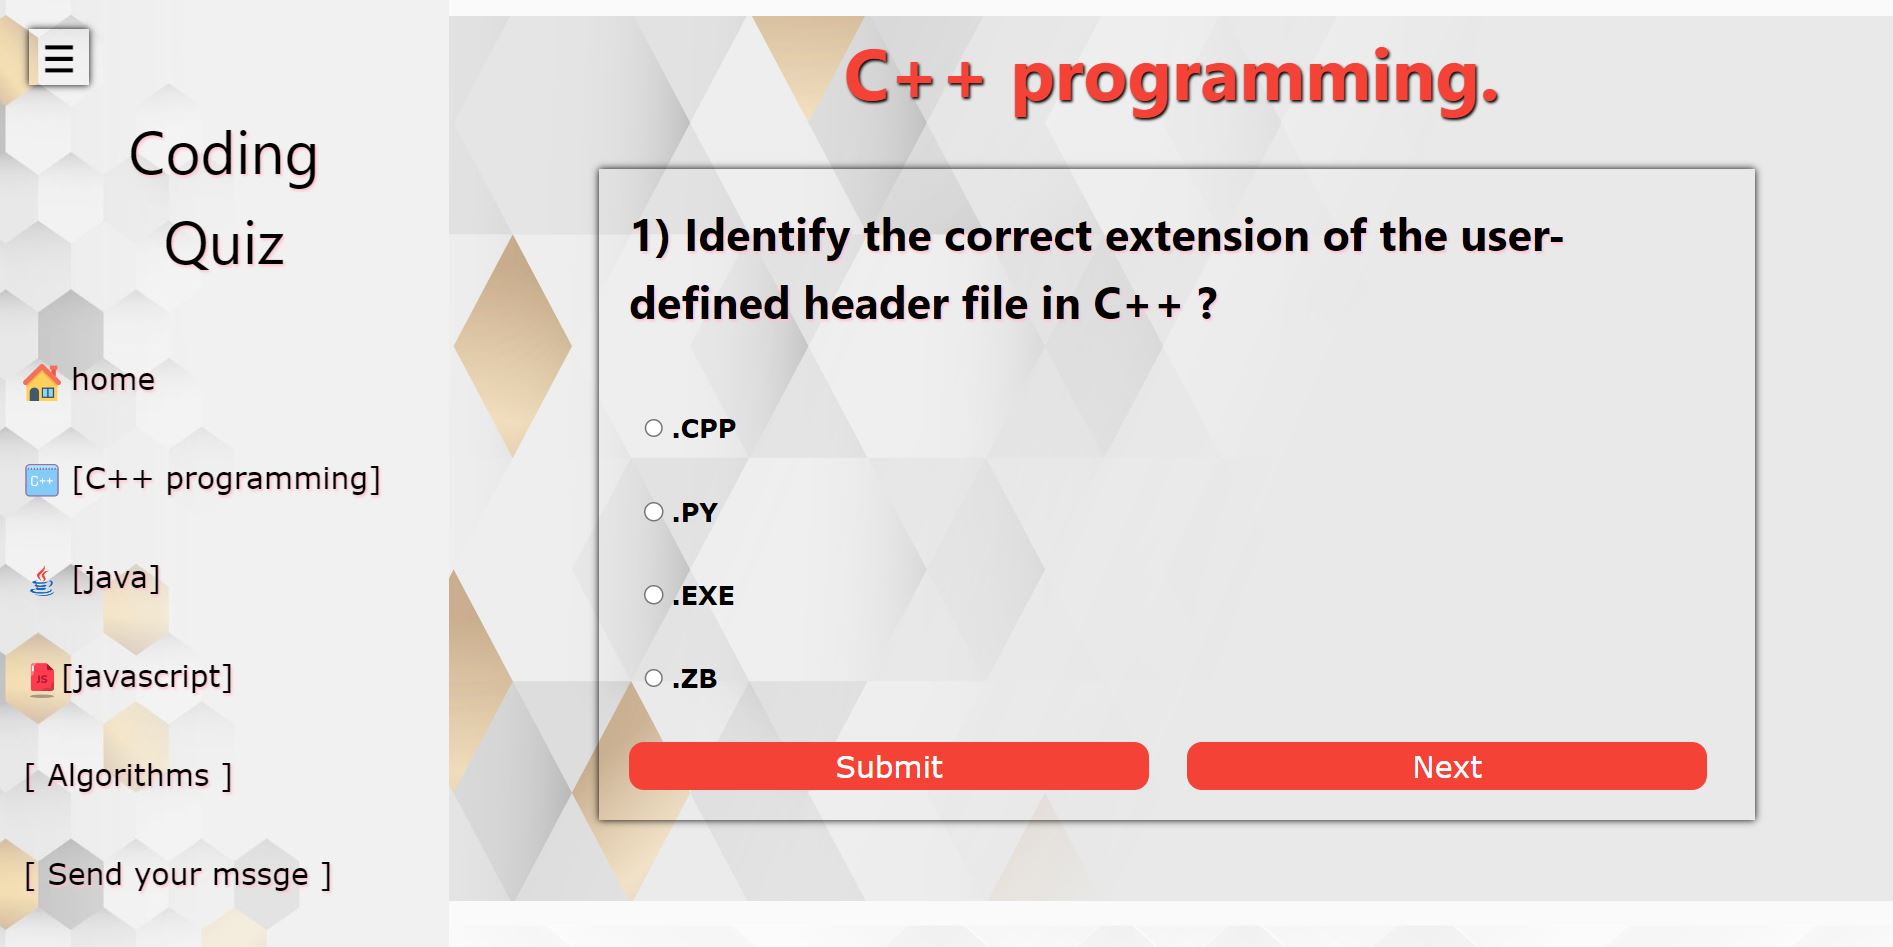 ☰
Coding
Quiz
home
C++
[C++ programming]
[java]
JS
[javascript]
[ Algorithms ]
[ Send your mssge ]
C++ programming.
1) Identify the correct extension of the user-
defined header file in C++ ?
.CPP
.PY
.EXE
.ZB
Submit
Next